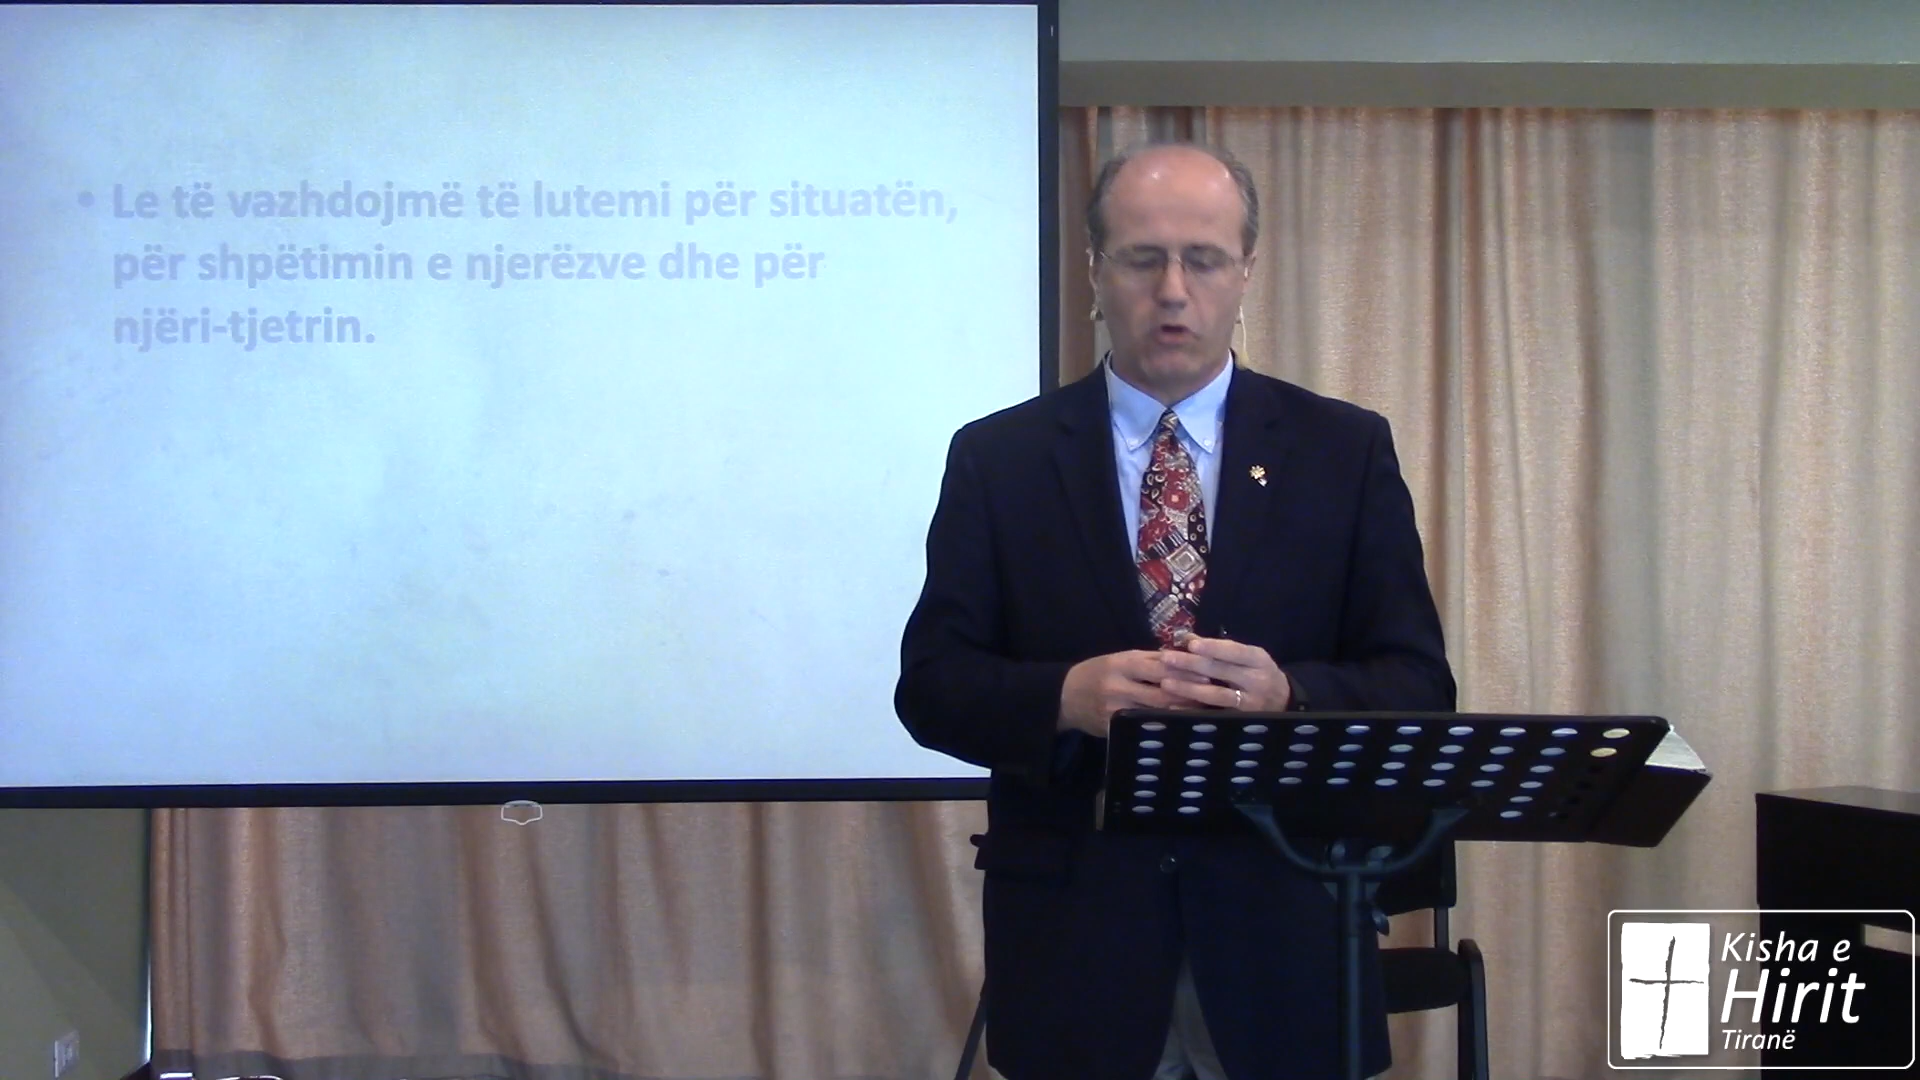 • Le të vazhdojmë të lutemi për situatën,
për shpëtimin e njerëzve dhe për
njëri-tjetrin.
Kisha e
Hirit
Tiranë